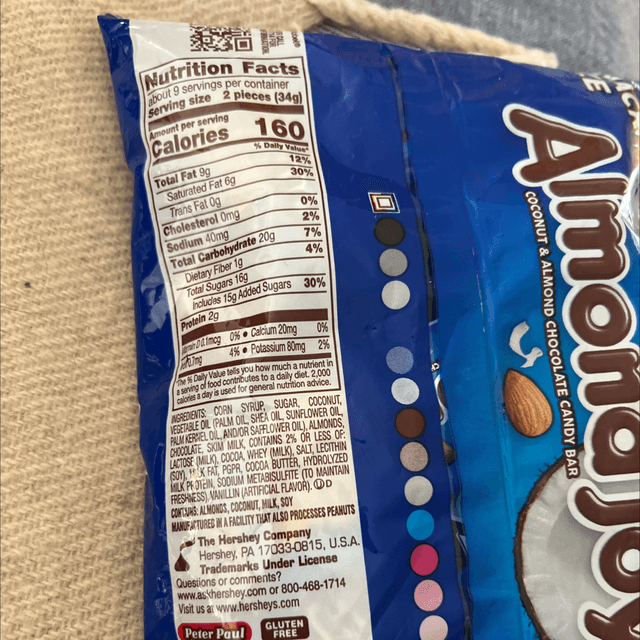 Nutrition Facts
about 9 servings per container
Serving size 2 pieces (34g)
Amount per serving
Calories 160
% Daily Value*
Total Fat 9g 12%
Saturated Fat 6g 30%
Trans Fat 0g
Cholesterol 0mg 0%
Sodium 40mg 2%
Total Carbohydrate 20g 7%
Dietary Fiber 1g 4%
Total Sugars 16g
Includes 15g Added Sugars 30%
Protein 2g
D 0.1mcg 0% • Calcium 20mg 0%
0.7mg 4% • Potassium 80mg 2%
*The % Daily Value tells you how much a nutrient in
a serving of food contributes to a daily diet. 2,000
calories a day is used for general nutrition advice.
INGREDIENTS: CORN SYRUP, SUGAR, COCONUT,
VEGETABLE OIL (PALM OIL, SHEA OIL, SUNFLOWER OIL,
PALM KERNEL OIL, AND/OR SAFFLOWER OIL), ALMONDS,
CHOCOLATE, SKIM MILK, CONTAINS 2% OR LESS OF:
LACTOSE (MILK), COCOA, WHEY (MILK), SALT, LECITHIN
(SOY), FAT, PGPR, COCOA BUTTER, HYDROLYZED
MILK PROTEIN, SODIUM METABISULFITE (TO MAINTAIN
FRESHNESS), VANILLIN (ARTIFICIAL FLAVOR). Ⓤ D
CONTAINS: ALMONDS, COCONUT, MILK, SOY
MANUFACTURED IN A FACILITY THAT ALSO PROCESSES PEANUTS
The Hershey Company
Hershey, PA 17033-0815, U.S.A.
Trademarks Under License
Questions or comments?
www.askhershey.com or 800-468-1714
Visit us at www.hersheys.com
Peter Paul
GLUTEN
FREE
Almond Joy
COCONUT & ALMOND CHOCOLATE CANDY BAR